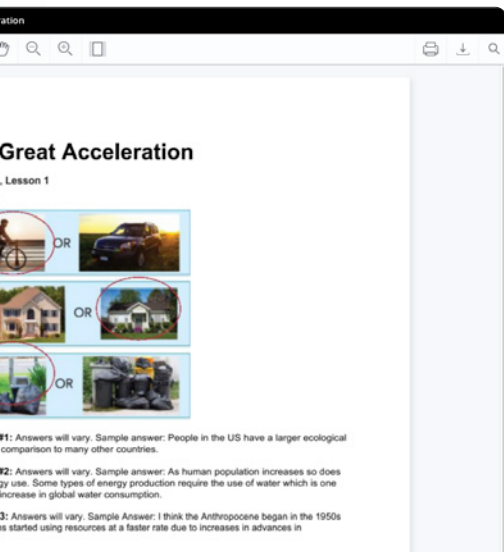 ration
Great Acceleration
, Lesson 1
OR
OR
OR
#1: Answers will vary. Sample answer: People in the US have a larger ecological
comparison to many other countries.
#2: Answers will vary. Sample answer: As human population increases so does
gy use. Some types of energy production require the use of water which is one
increase in global water consumption.
3: Answers will vary. Sample Answer: I think the Anthropocene began in the 1950s
s started using resources at a faster rate due to increases in advances in